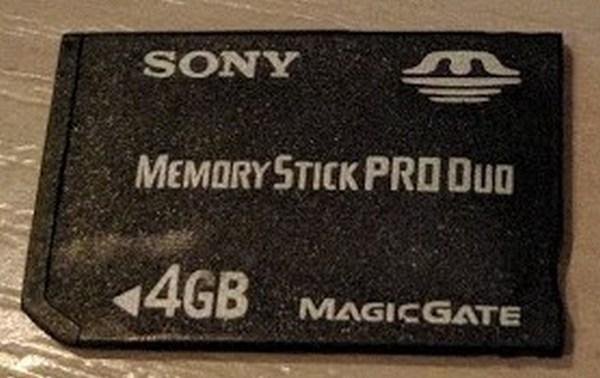 SONY
MEMORY STICK PRO DUO
4GB MAGICGATE